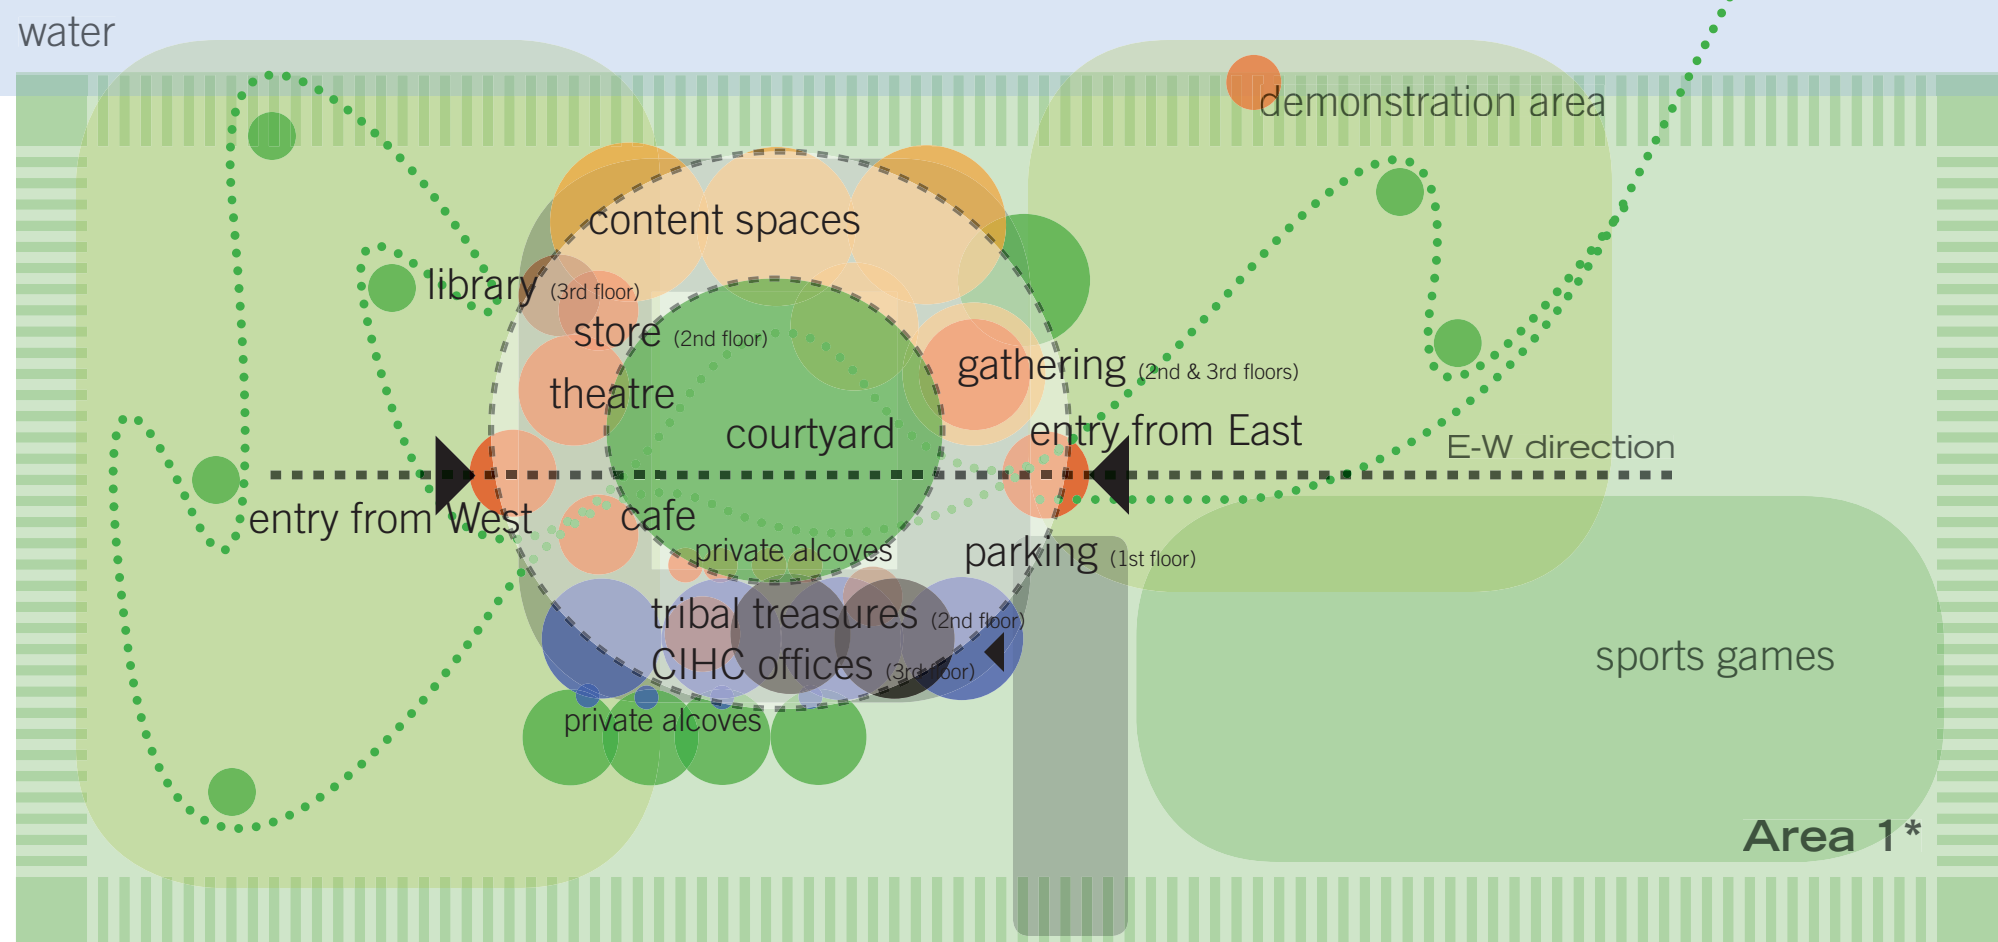 water
demonstration area
content spaces
library (3rd floor)
store (2nd floor)
gathering (2nd & 3rd floors)
theatre
courtyard
entry from East
E-W direction
entry from West
cafe
private alcoves
parking (1st floor)
tribal treasures (2nd floor)
CIHC offices (3rd floor)
sports games
private alcoves
Area 1*